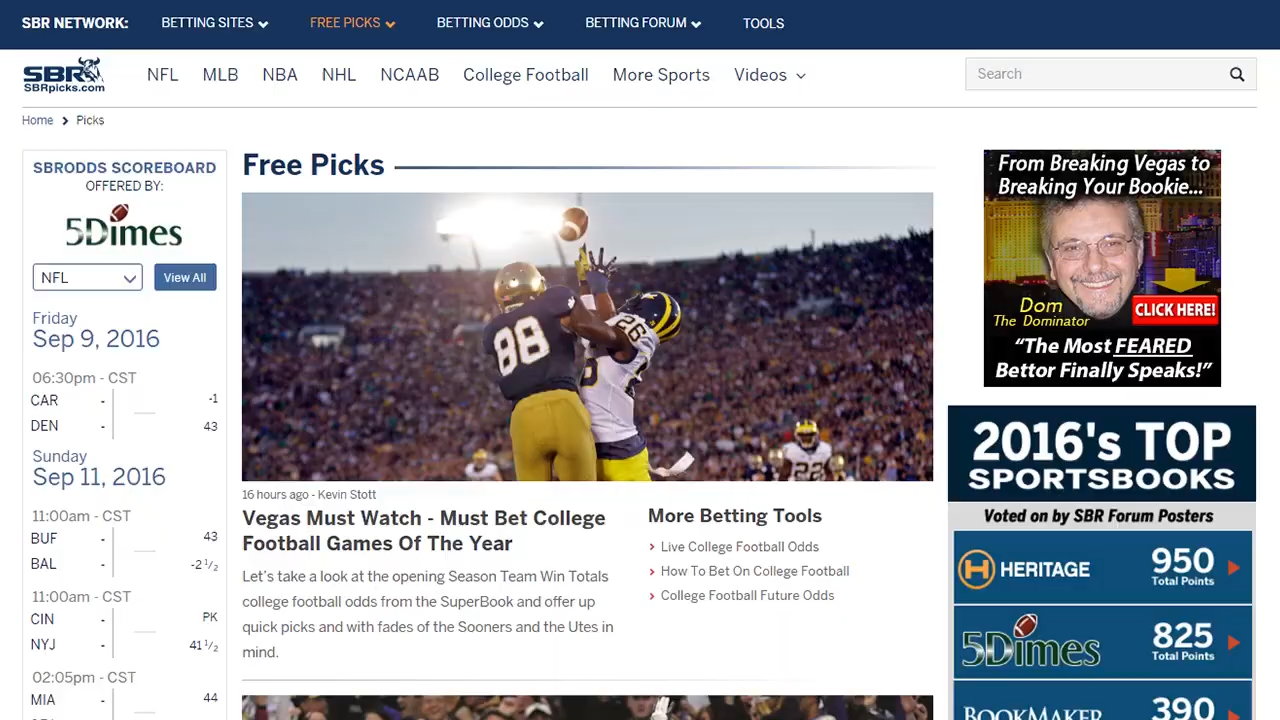 SBR NETWORK: BETTING SITES FREE PICKS BETTING ODDS BETTING FORUM TOOLS
SBR
SBRpicks.com
NFL MLB NBA NHL NCAAB College Football More Sports Videos
Search
Home Picks
SBRODDS SCOREBOARD
OFFERED BY:
5Dimes
NFL View All
Friday
Sep 9, 2016
06:30pm - CST
CAR - -1
DEN - 43
Sunday
Sep 11, 2016
11:00am - CST
BUF - 43
BAL - -2 1/2
11:00am - CST
CIN - PK
NYJ - 41 1/2
02:05pm - CST
MIA - 44
Free Picks
88
26
22
16 hours ago - Kevin Stott
Vegas Must Watch - Must Bet College
Football Games Of The Year
Let's take a look at the opening Season Team Win Totals
college football odds from the SuperBook and offer up
quick picks and with fades of the Sooners and the Utes in
mind.
More Betting Tools
Live College Football Odds
How To Bet On College Football
College Football Future Odds
From Breaking Vegas to
Breaking Your Bookie...
Dom
The Dominator
CLICK HERE!
“The Most FEARED
Bettor Finally Speaks!”
2016's TOP
SPORTSBOOKS
Voted on by SBR Forum Posters
H HERITAGE 950
Total Points
5Dimes 825
Total Points
BOOKMAKER 390